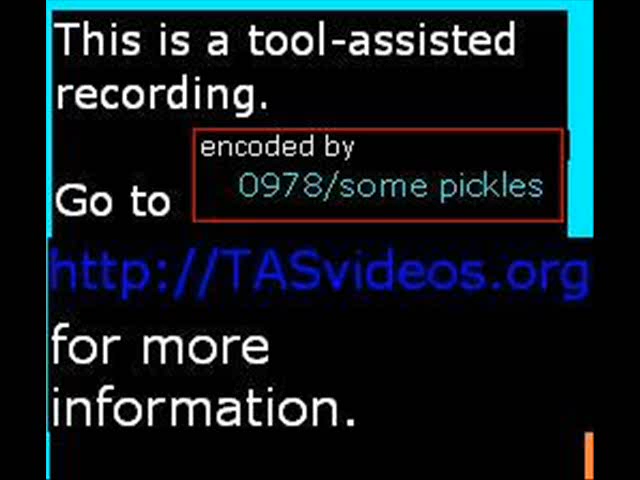 This is a tool-assisted
recording.
encoded by
0978/some pickles
Go to
http://TASvideos.org
for more
information.